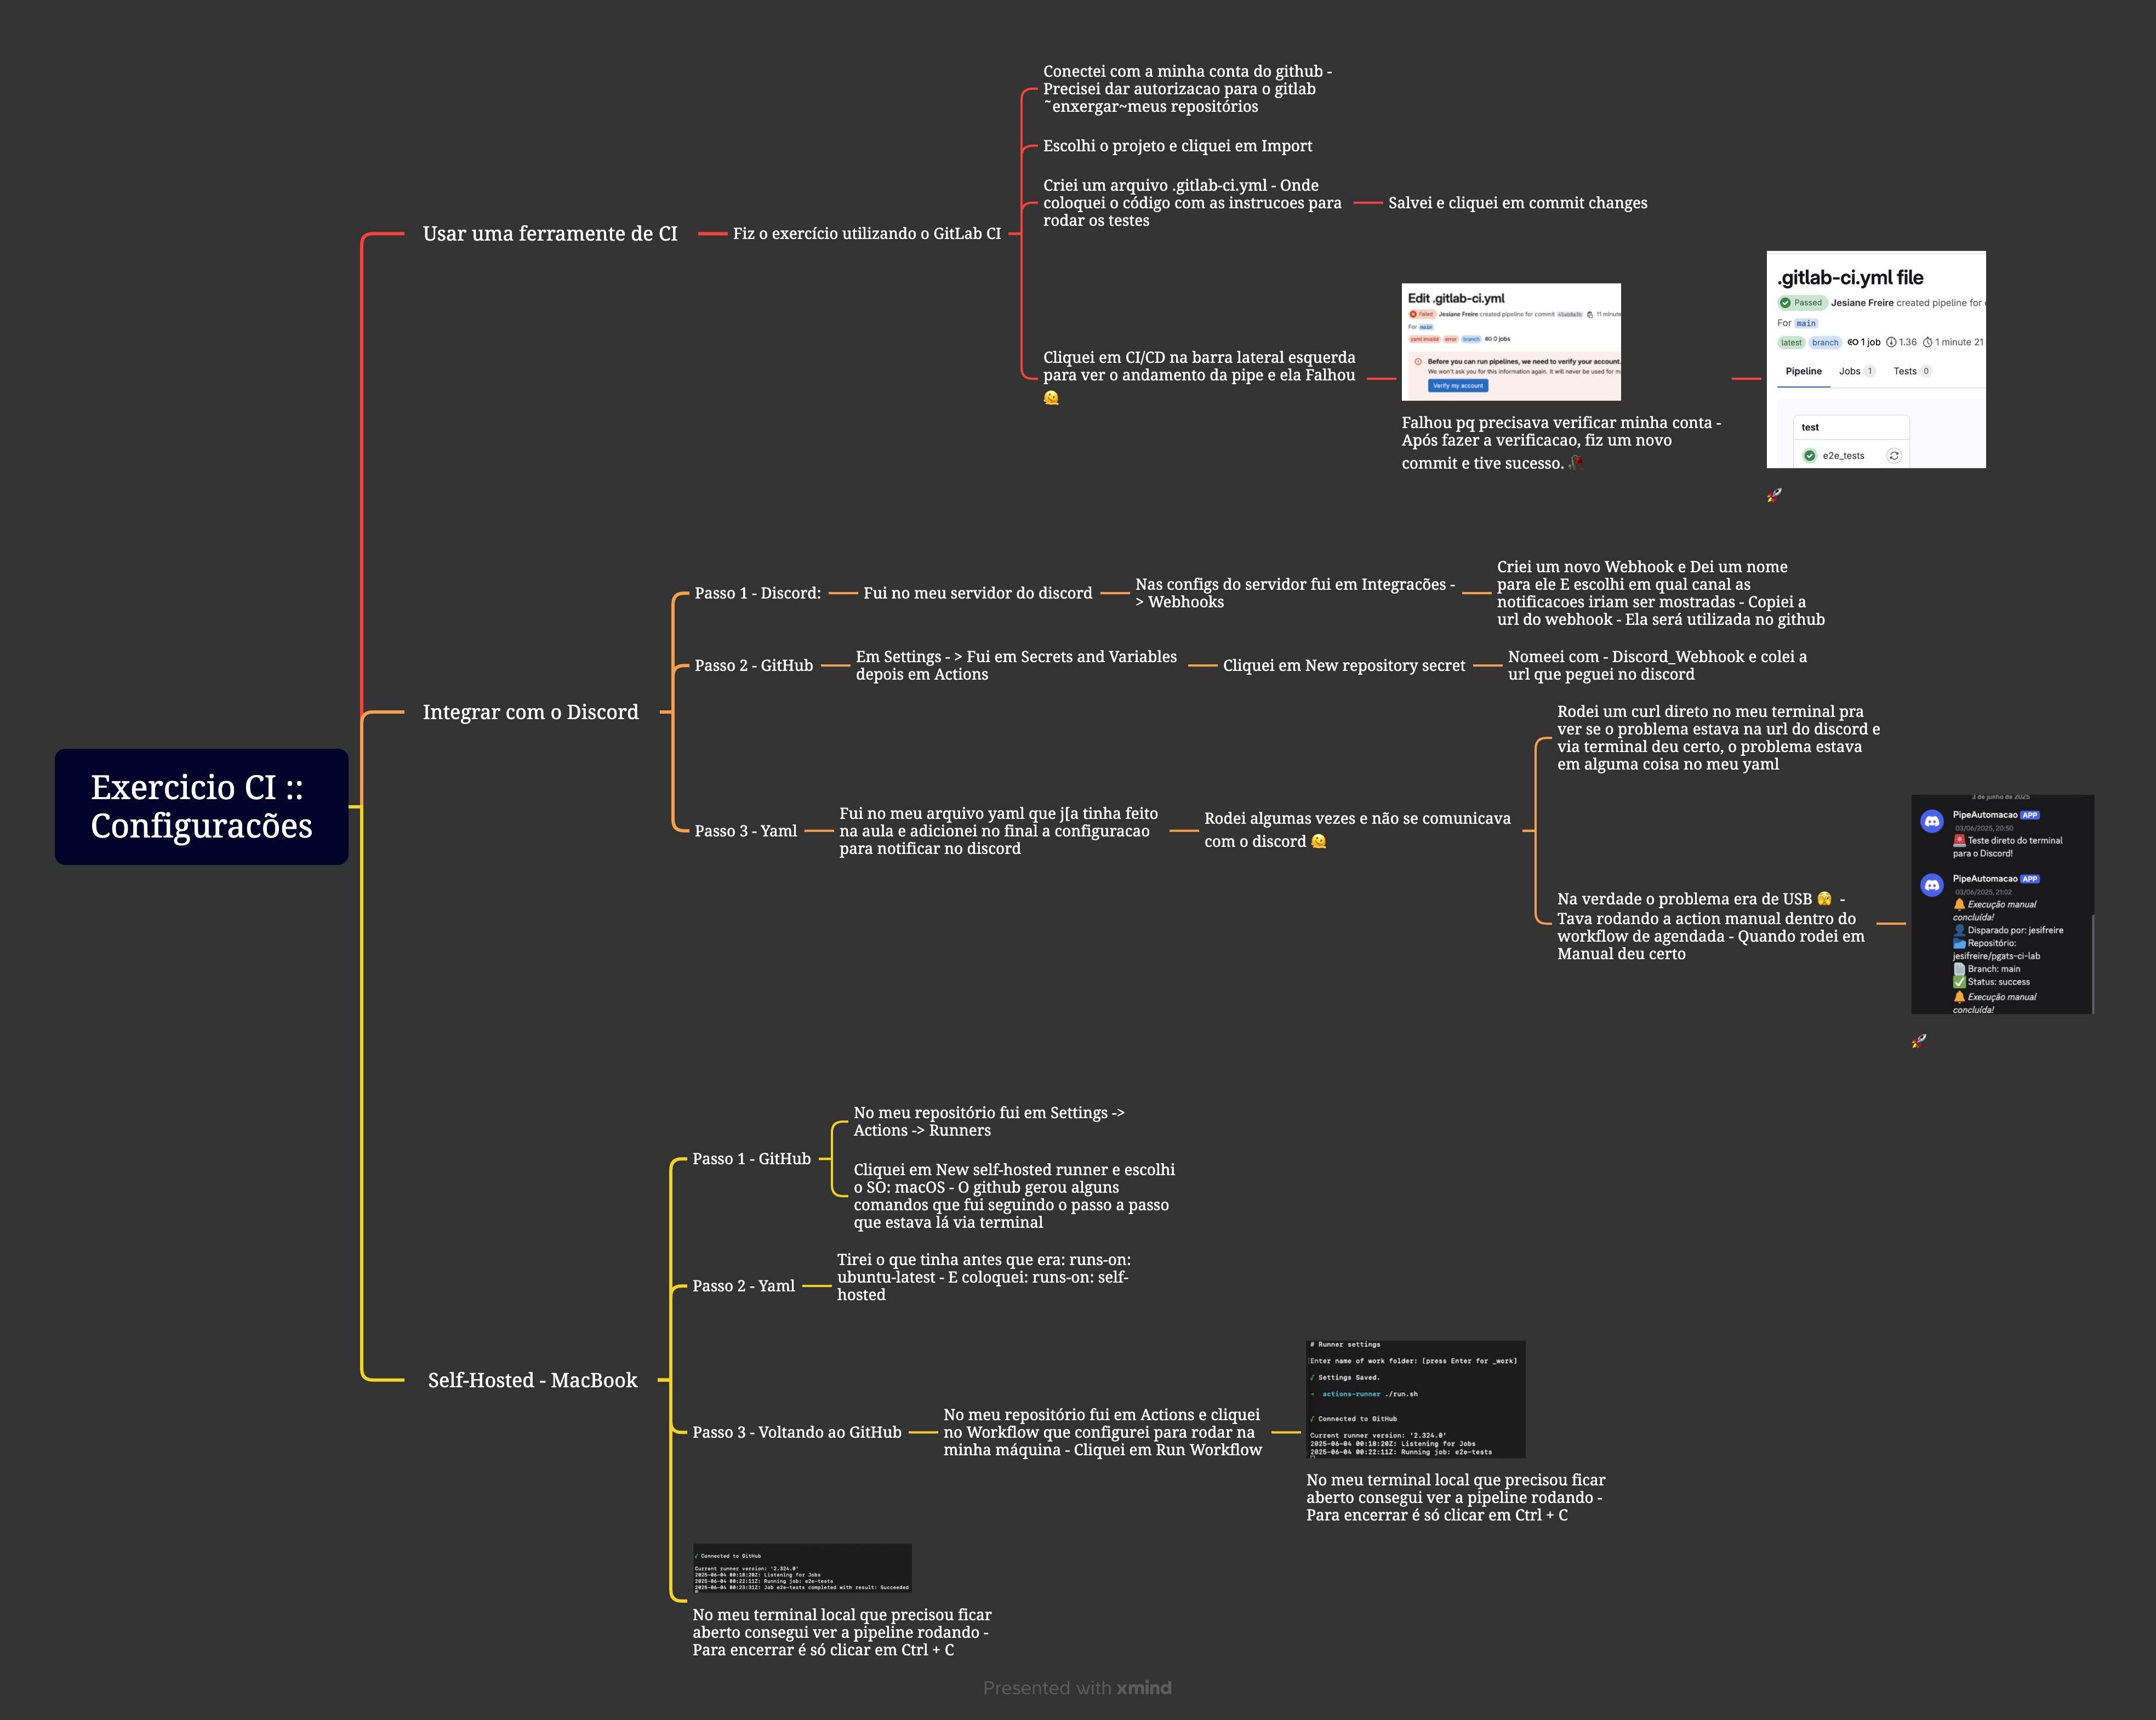 Exercicio CI ::
Configuracões
Usar uma ferramente de CI
Fiz o exercício utilizando o GitLab CI
Conectei com a minha conta do github -
Precisei dar autorizacao para o gitlab
˜enxergar~meus repositórios
Escolhi o projeto e cliquei em Import
Criei um arquivo .gitlab-ci.yml - Onde
coloquei o código com as instrucoes para
rodar os testes
Salvei e cliquei em commit changes
Cliquei em CI/CD na barra lateral esquerda
para ver o andamento da pipe e ela Falhou
🫠
Edit .gitlab-ci.yml
Failed Jesiane Freire created pipeline for commit 11 minute
For main
yaml invalid error branch 0 jobs
Before you can run pipelines, we need to verify your account.
We won't ask you for this information again. It will never be used for m
Verify my account
Falhou pq precisava verificar minha conta -
Após fazer a verificacao, fiz um novo
commit e tive sucesso. 🥀
.gitlab-ci.yml file
Passed Jesiane Freire created pipeline for
For main
latest branch 1 job 1.36 1 minute 21
Pipeline Jobs 1 Tests 0
test
e2e_tests
🚀
Integrar com o Discord
Passo 1 - Discord:
Fui no meu servidor do discord
Nas configs do servidor fui em Integracões -
> Webhooks
Criei um novo Webhook e Dei um nome
para ele E escolhi em qual canal as
notificacoes iriam ser mostradas - Copiei a
url do webhook - Ela será utilizada no github
Passo 2 - GitHub
Em Settings - > Fui em Secrets and Variables
depois em Actions
Cliquei em New repository secret
Nomeei com - Discord_Webhook e colei a
url que peguei no discord
Passo 3 - Yaml
Fui no meu arquivo yaml que j[a tinha feito
na aula e adicionei no final a configuracao
para notificar no discord
Rodei algumas vezes e não se comunicava
com o discord 🫠
Rodei um curl direto no meu terminal pra
ver se o problema estava na url do discord e
via terminal deu certo, o problema estava
em alguma coisa no meu yaml
Na verdade o problema era de USB 🫣 -
Tava rodando a action manual dentro do
workflow de agendada - Quando rodei em
Manual deu certo
3 de junho de 2025
PipeAutomacao APP
03/06/2025, 20:50
🚨 Teste direto do terminal
para o Discord!
PipeAutomacao APP
03/06/2025, 21:02
🔔 Execução manual
concluída!
👤 Disparado por: jesifreire
📂 Repositório:
jesifreire/pgats-ci-lab
📄 Branch: main
✅ Status: success
🔔 Execução manual
concluída!
🚀
Self-Hosted - MacBook
Passo 1 - GitHub
No meu repositório fui em Settings ->
Actions -> Runners
Cliquei em New self-hosted runner e escolhi
o SO: macOS - O github gerou alguns
comandos que fui seguindo o passo a passo
que estava lá via terminal
Passo 2 - Yaml
Tirei o que tinha antes que era: runs-on:
ubuntu-latest - E coloquei: runs-on: self-
hosted
Passo 3 - Voltando ao GitHub
No meu repositório fui em Actions e cliquei
no Workflow que configurei para rodar na
minha máquina - Cliquei em Run Workflow
# Runner settings
Enter name of work folder: [press Enter for _work]
√ Settings Saved.
actions-runner ./run.sh
√ Connected to GitHub
Current runner version: '2.324.0'
2025-06-04 00:18:20Z: Listening for Jobs
2025-06-04 00:22:11Z: Running job: e2e-tests
No meu terminal local que precisou ficar
aberto consegui ver a pipeline rodando -
Para encerrar é só clicar em Ctrl + C
√ Connected to GitHub
Current runner version: '2.324.0'
2025-06-04 00:18:20Z: Listening for Jobs
2025-06-04 00:22:11Z: Running job: e2e-tests
2025-06-04 00:23:31Z: Job e2e-tests completed with result: Succeeded
No meu terminal local que precisou ficar
aberto consegui ver a pipeline rodando -
Para encerrar é só clicar em Ctrl + C
Presented with xmind